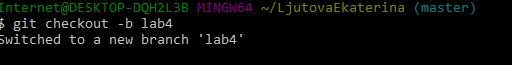 Internet@DESKTOP-DQH2L3B MINGW64 ~/LjutovaEkaterina (master)
$ git checkout -b lab4
Switched to a new branch 'lab4'